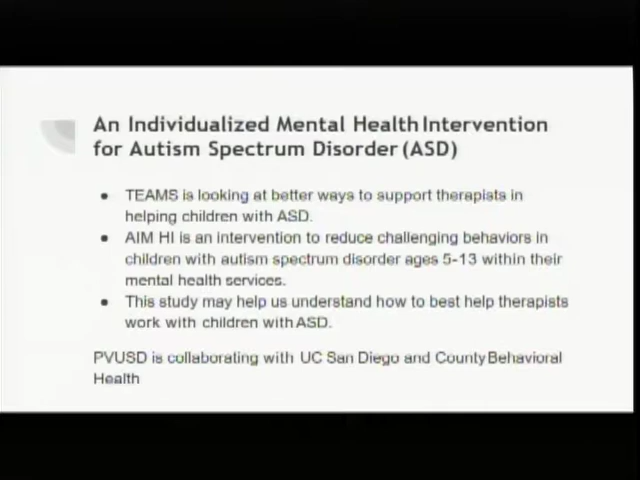 An Individualized Mental Health Intervention
for Autism Spectrum Disorder (ASD)
● TEAMS is looking at better ways to support therapists in
helping children with ASD.
● AIM HI is an intervention to reduce challenging behaviors in
children with autism spectrum disorder ages 5-13 within their
mental health services.
● This study may help us understand how to best help therapists
work with children with ASD.
PVUSD is collaborating with UC San Diego and County Behavioral
Health